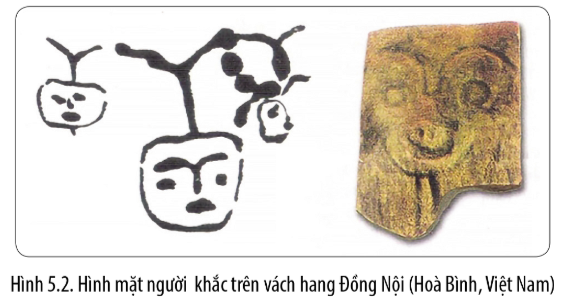 Hình 5.2. Hình mặt người khắc trên vách hang Đồng Nội (Hoà Bình, Việt Nam)